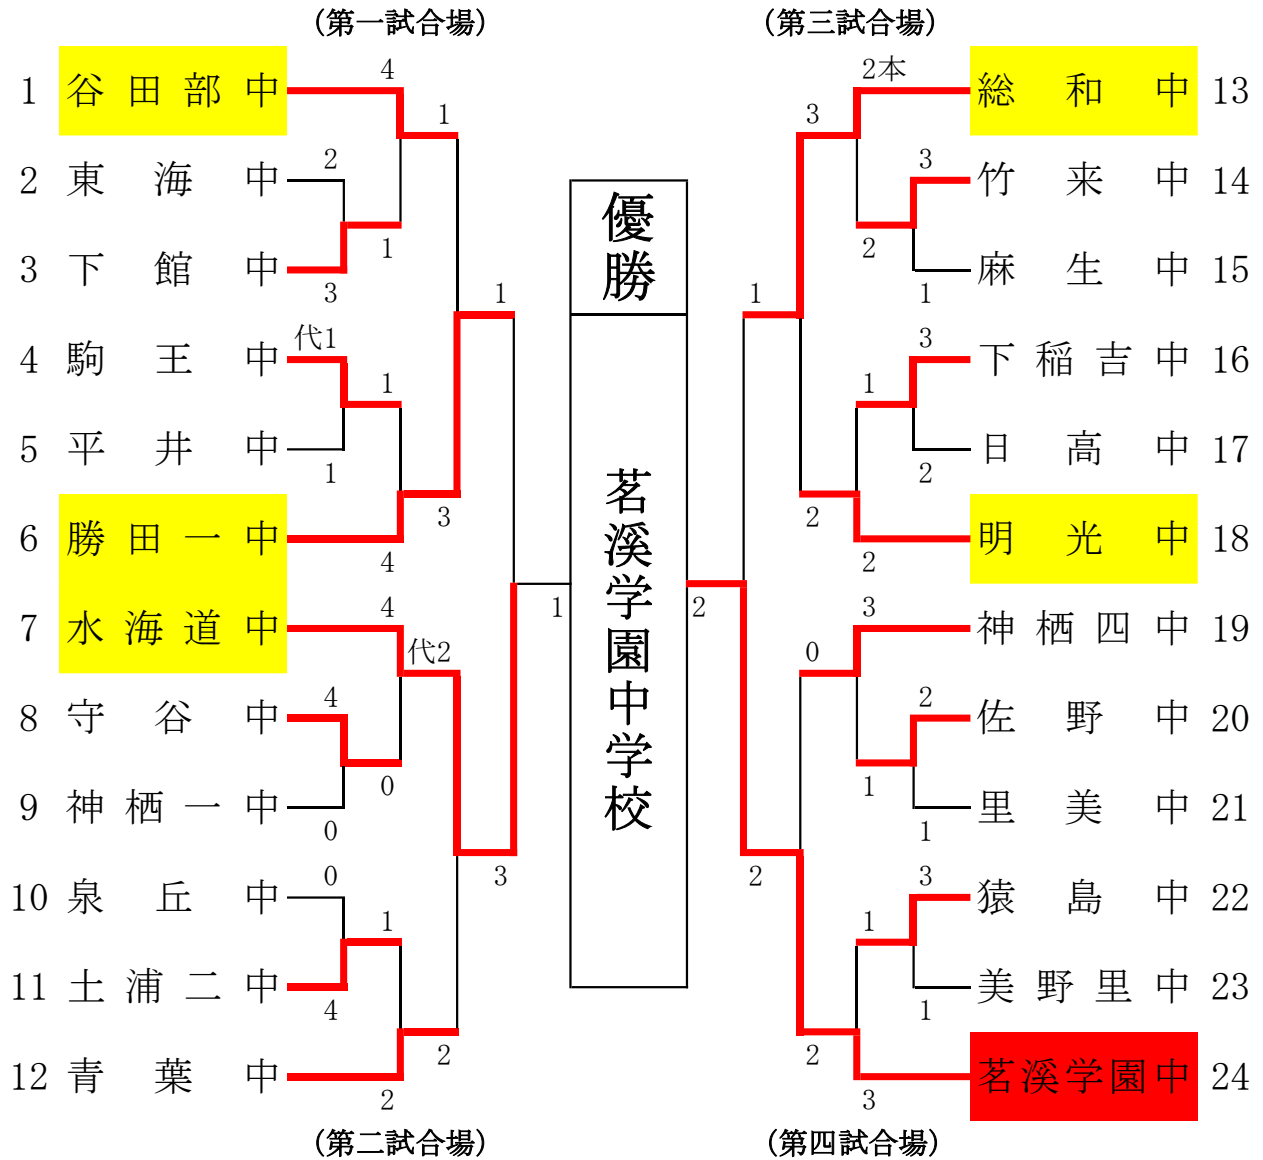 (第一試合場)
1 谷田部中
4
1
2 東海中
2
3 下館中
3
1
4 駒王中
代1
1
5 平井中
1
6 勝田一中
4
3
1
7 水海道中
4
代2
8 守谷中
4
0
9 神栖一中
0
10 泉丘中
0
1
11 土浦二中
4
12 青葉中
2
2
3
1
(第二試合場)
優勝
茗溪学園中学校
(第三試合場)
2本
総和中 13
3
3
竹来中 14
2
麻生中 15
1
1
3
下稲吉中 16
1
日高中 17
2
明光中 18
2
2
2
3
神栖四中 19
0
2
佐野中 20
1
里美中 21
1
3
猿島中 22
1
美野里中 23
1
茗溪学園中 24
3
2
2
(第四試合場)